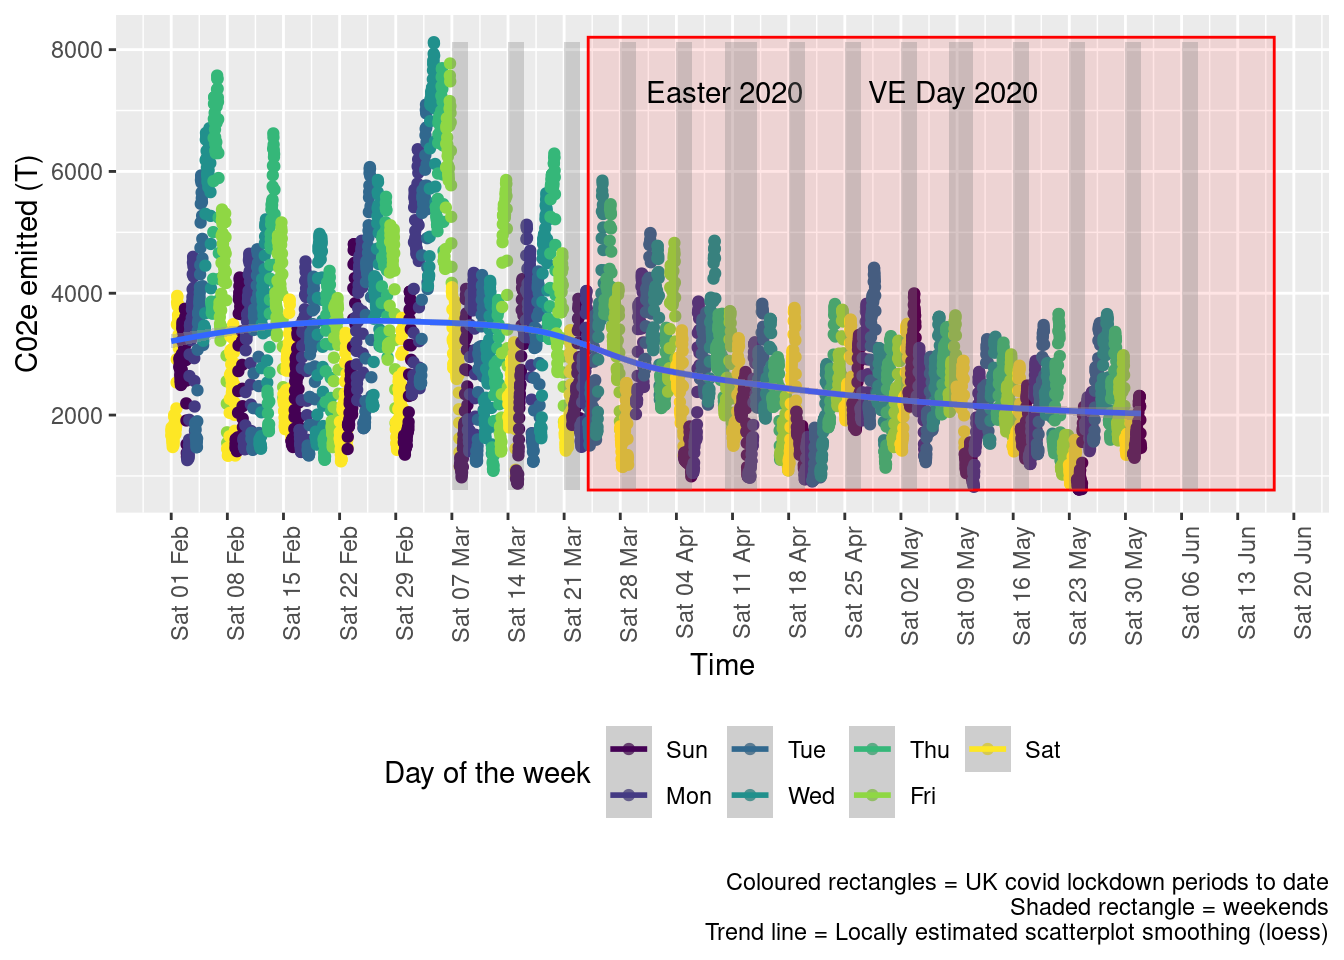 C02e emitted (T)
8000
6000
4000
2000
Easter 2020
VE Day 2020
Sat 01 Feb
Sat 08 Feb
Sat 15 Feb
Sat 22 Feb
Sat 29 Feb
Sat 07 Mar
Sat 14 Mar
Sat 21 Mar
Sat 28 Mar
Sat 04 Apr
Sat 11 Apr
Sat 18 Apr
Sat 25 Apr
Sat 02 May
Sat 09 May
Sat 16 May
Sat 23 May
Sat 30 May
Sat 06 Jun
Sat 13 Jun
Sat 20 Jun
Time
Day of the week
Sun
Tue
Thu
Sat
Mon
Wed
Fri
Coloured rectangles = UK covid lockdown periods to date
Shaded rectangle = weekends
Trend line = Locally estimated scatterplot smoothing (loess)